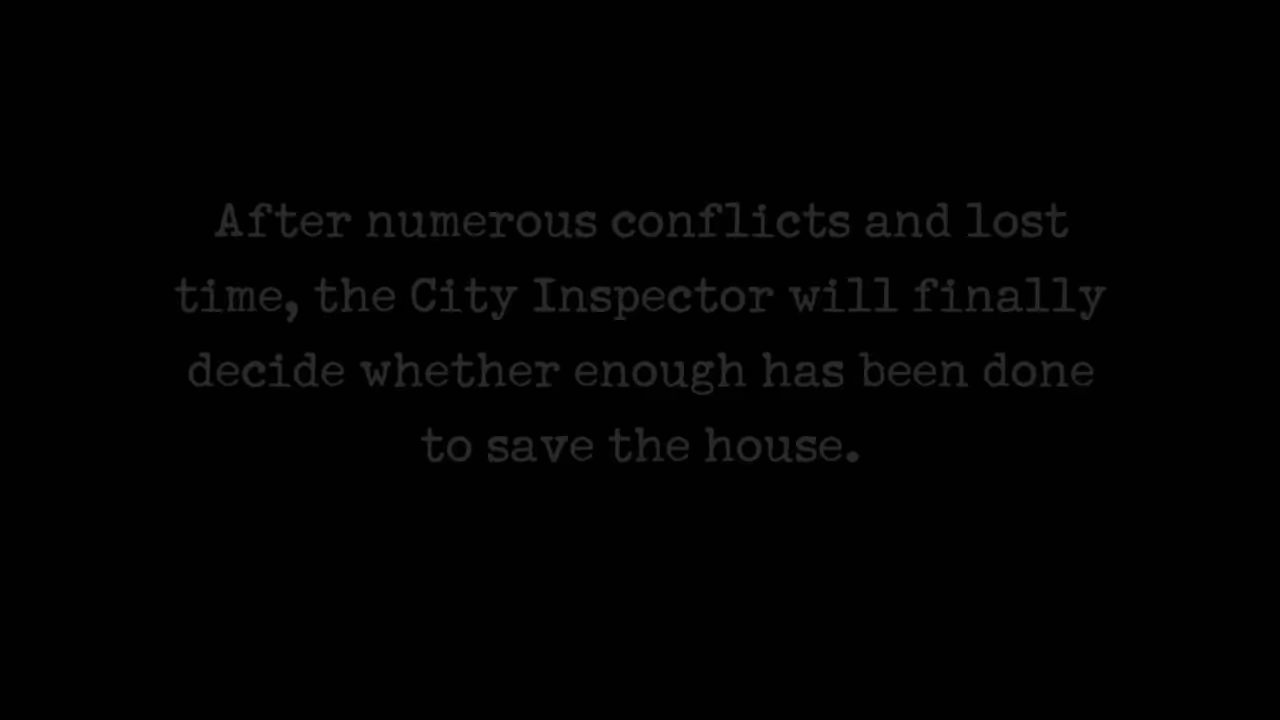 After numerous conflicts and lost
time, the City Inspector will finally
decide whether enough has been done
to save the house.